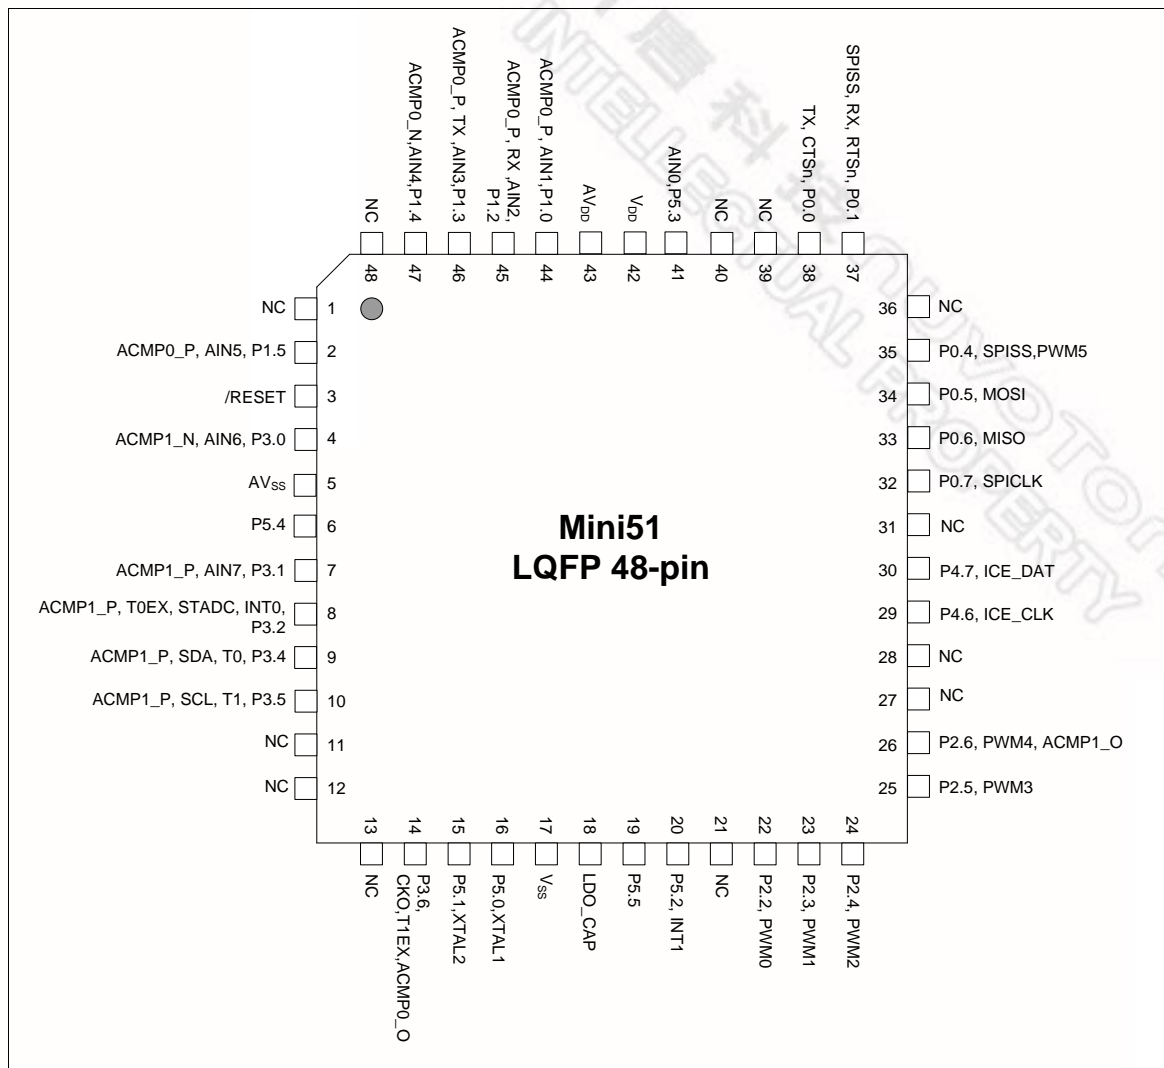 SPISS, RX, RTSn, P0.1
TX, CTSn, P0.0
NC
NC
AIN0,P5.3
VDD
AVDD
ACMP0_P, AIN1,P1.0
ACMP0_P, RX ,AIN2,
P1.2
ACMP0_P, TX ,AIN3,P1.3
ACMP0_N,AIN4,P1.4
NC
48
47
46
45
44
43
42
41
40
39
38
37
NC
1
ACMP0_P, AIN5, P1.5
2
/RESET
3
ACMP1_N, AIN6, P3.0
4
AVSS
5
P5.4
6
ACMP1_P, AIN7, P3.1
7
ACMP1_P, T0EX, STADC, INT0,
P3.2
8
ACMP1_P, SDA, T0, P3.4
9
ACMP1_P, SCL, T1, P3.5
10
NC
11
NC
12
Mini51
LQFP 48-pin
36
NC
35
P0.4, SPISS,PWM5
34
P0.5, MOSI
33
P0.6, MISO
32
P0.7, SPICLK
31
NC
30
P4.7, ICE_DAT
29
P4.6, ICE_CLK
28
NC
27
NC
26
P2.6, PWM4, ACMP1_O
25
P2.5, PWM3
13
14
15
16
17
18
19
20
21
22
23
24
NC
P3.6,
CKO,T1EX,ACMP0_O
P5.1,XTAL2
P5.0,XTAL1
VSS
LDO_CAP
P5.5
P5.2, INT1
NC
P2.2, PWM0
P2.3, PWM1
P2.4, PWM2
唐科技 nuvoTon
INTELLECTUAL PROPERTY